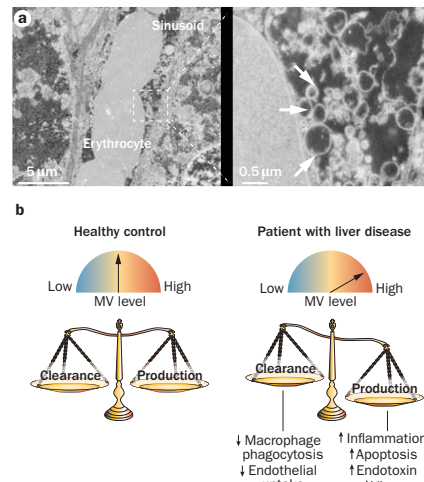 a
Sinusoid
Erythrocyte
5 µm
0.5 µm
b
Healthy control
Patient with liver disease
Low
High
MV level
Low
High
MV level
Clearance
Production
Clearance
Production
↓ Macrophage
phagocytosis
↓ Endothelial
↑ Inflammation
↑ Apoptosis
↑ Endotoxin